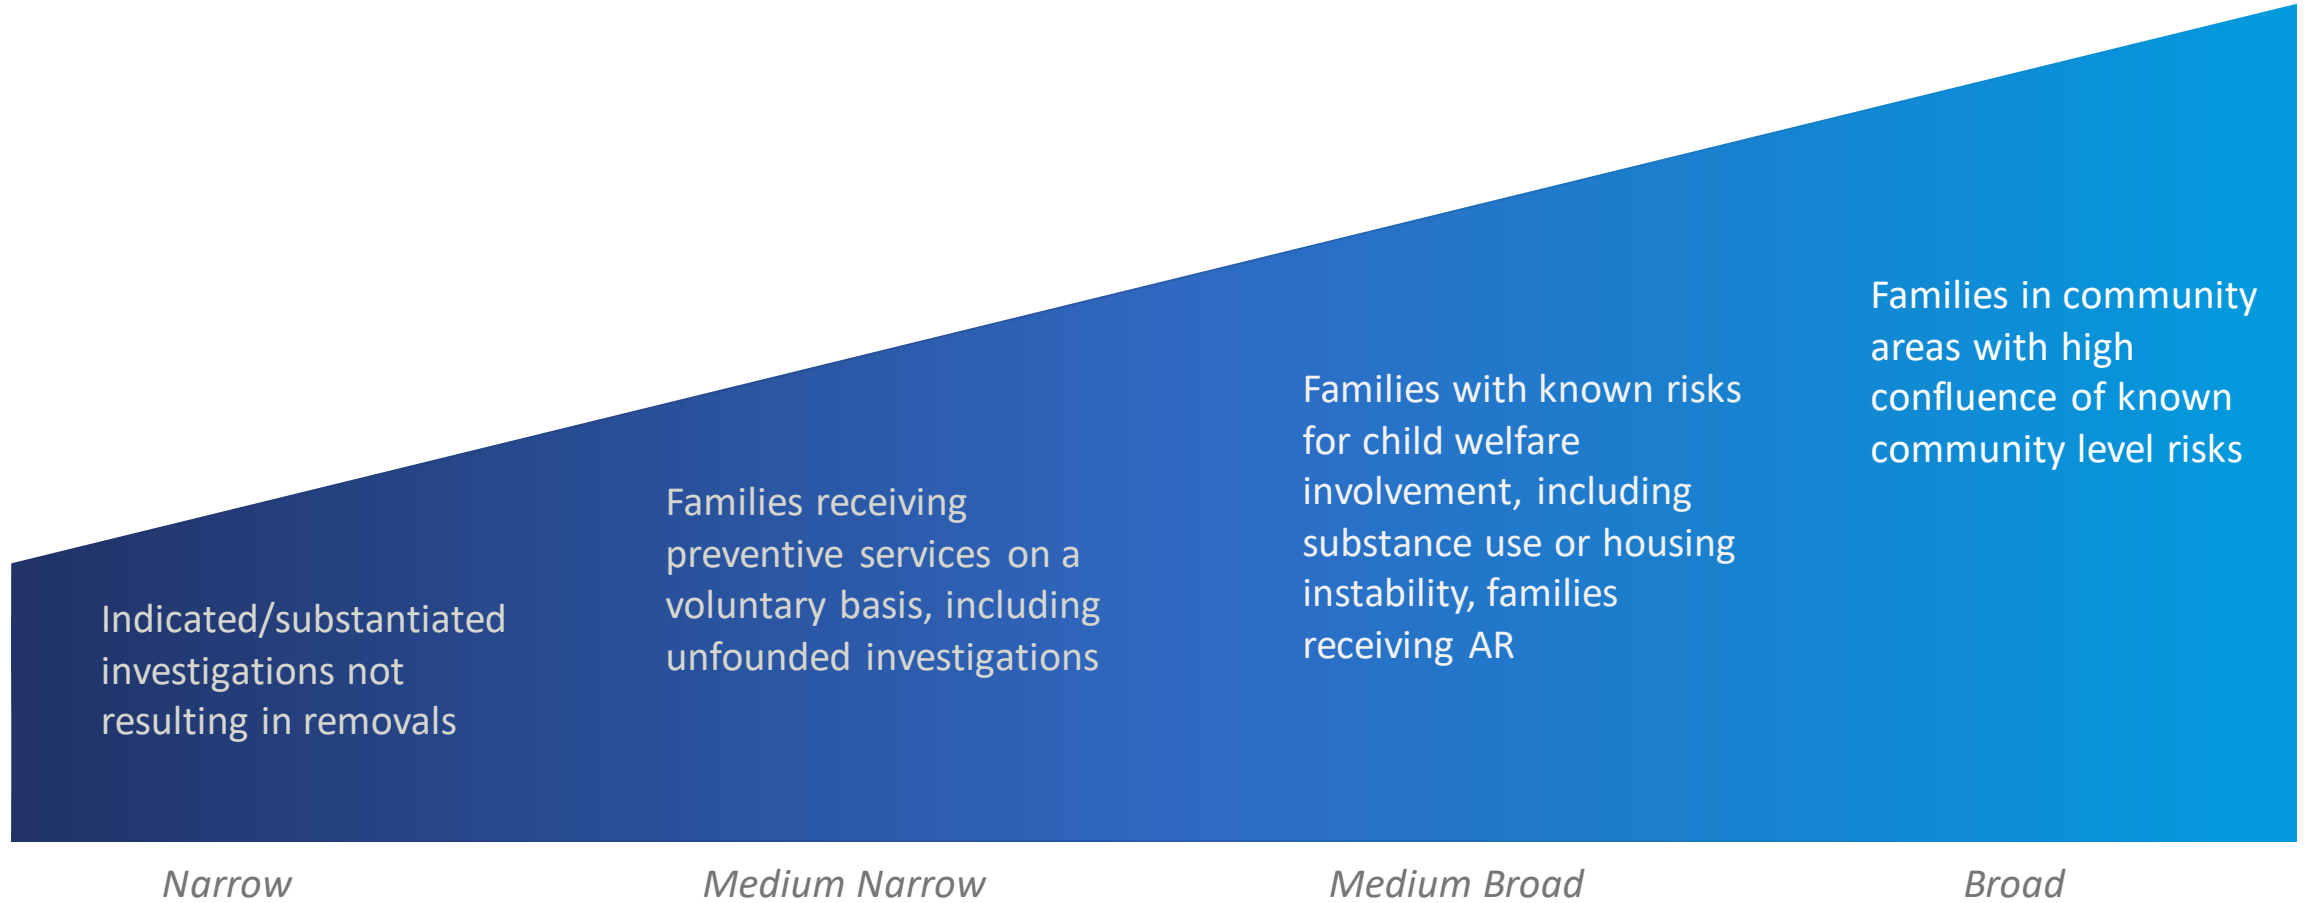 Indicated/substantiated
investigations not
resulting in removals
Families receiving
preventive services on a
voluntary basis, including
unfounded investigations
Families with known risks
for child welfare
involvement, including
substance use or housing
instability, families
receiving AR
Families in community
areas with high
confluence of known
community level risks
Narrow
Medium Narrow
Medium Broad
Broad